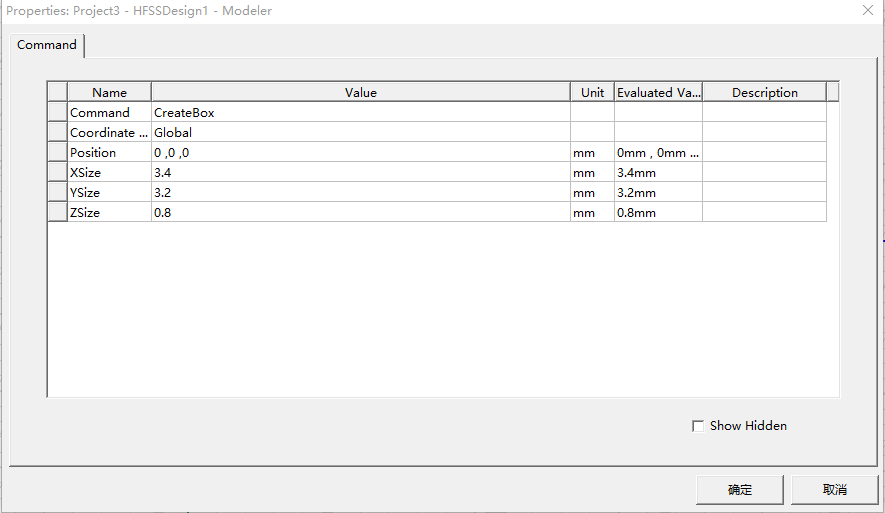 Properties: Project3 - HFSSDesign1 - Modeler
Command
Name Value Unit Evaluated Va... Description
Command CreateBox
Coordinate ... Global
Position 0 ,0 ,0 mm 0mm , 0mm ...
XSize 3.4 mm 3.4mm
YSize 3.2 mm 3.2mm
ZSize 0.8 mm 0.8mm
Show Hidden
确定 取消